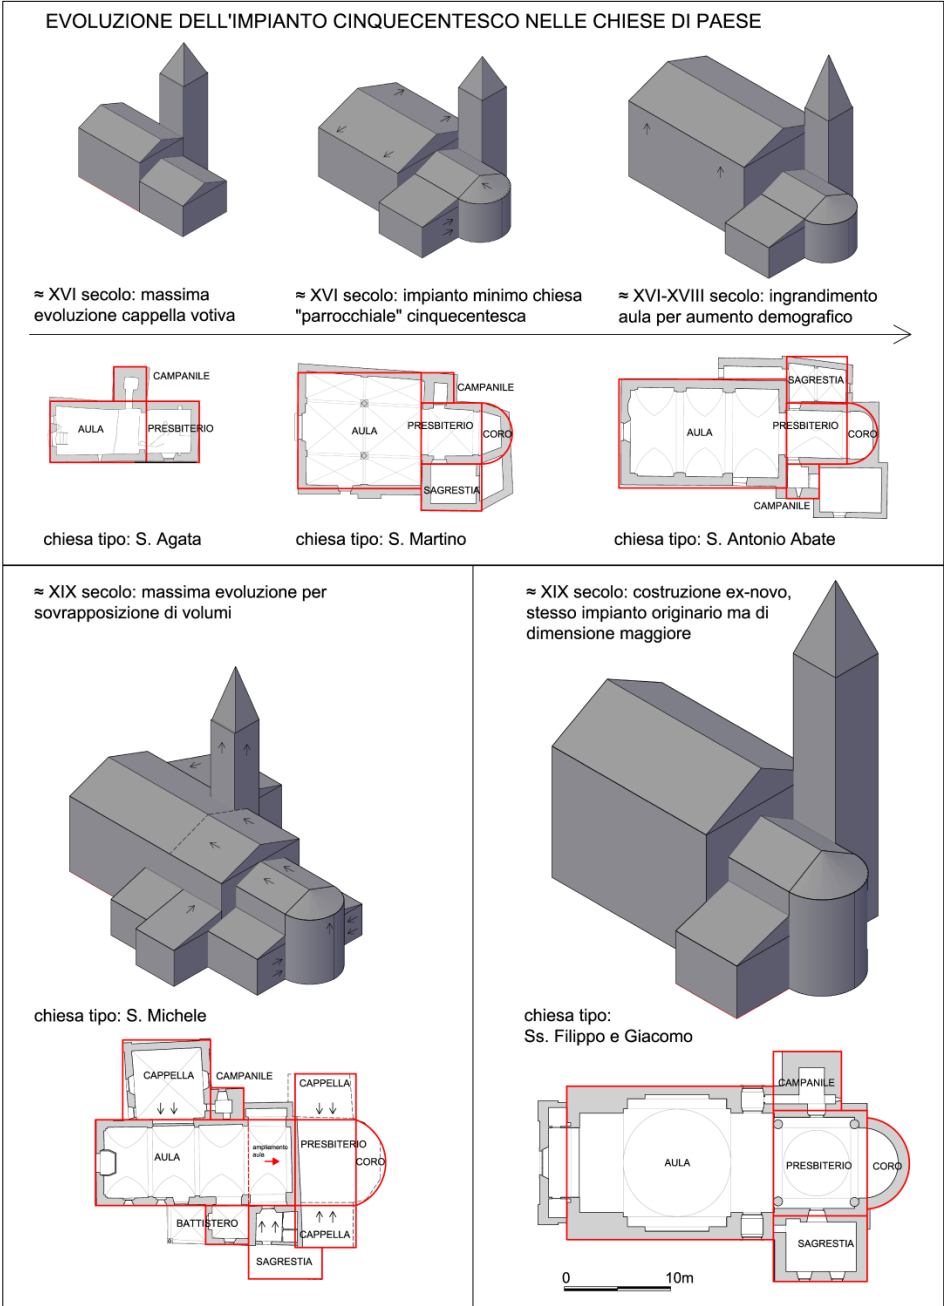 EVOLUZIONE DELL'IMPIANTO CINQUECENTESCO NELLE CHIESE DI PAESE
≈ XVI secolo: massima
evoluzione cappella votiva
≈ XVI secolo: impianto minimo chiesa
"parrocchiale" cinquecentesca
≈ XVI-XVIII secolo: ingrandimento
aula per aumento demografico
CAMPANILE
AULA
PRESBITERIO
chiesa tipo: S. Agata
CAMPANILE
AULA
PRESBITERIO
CORO
SAGRESTIA
chiesa tipo: S. Martino
SAGRESTIA
AULA
PRESBITERIO
CORO
CAMPANILE
chiesa tipo: S. Antonio Abate
≈ XIX secolo: massima evoluzione per
sovrapposizione di volumi
chiesa tipo: S. Michele
CAPPELLA
CAMPANILE
CAPPELLA
AULA
ampliamento
aula
PRESBITERIO
CORO
BATTISTERO
CAPPELLA
SAGRESTIA
≈ XIX secolo: costruzione ex-novo,
stesso impianto originario ma di
dimensione maggiore
chiesa tipo:
Ss. Filippo e Giacomo
CAMPANILE
AULA
PRESBITERIO
CORO
SAGRESTIA
0 10m